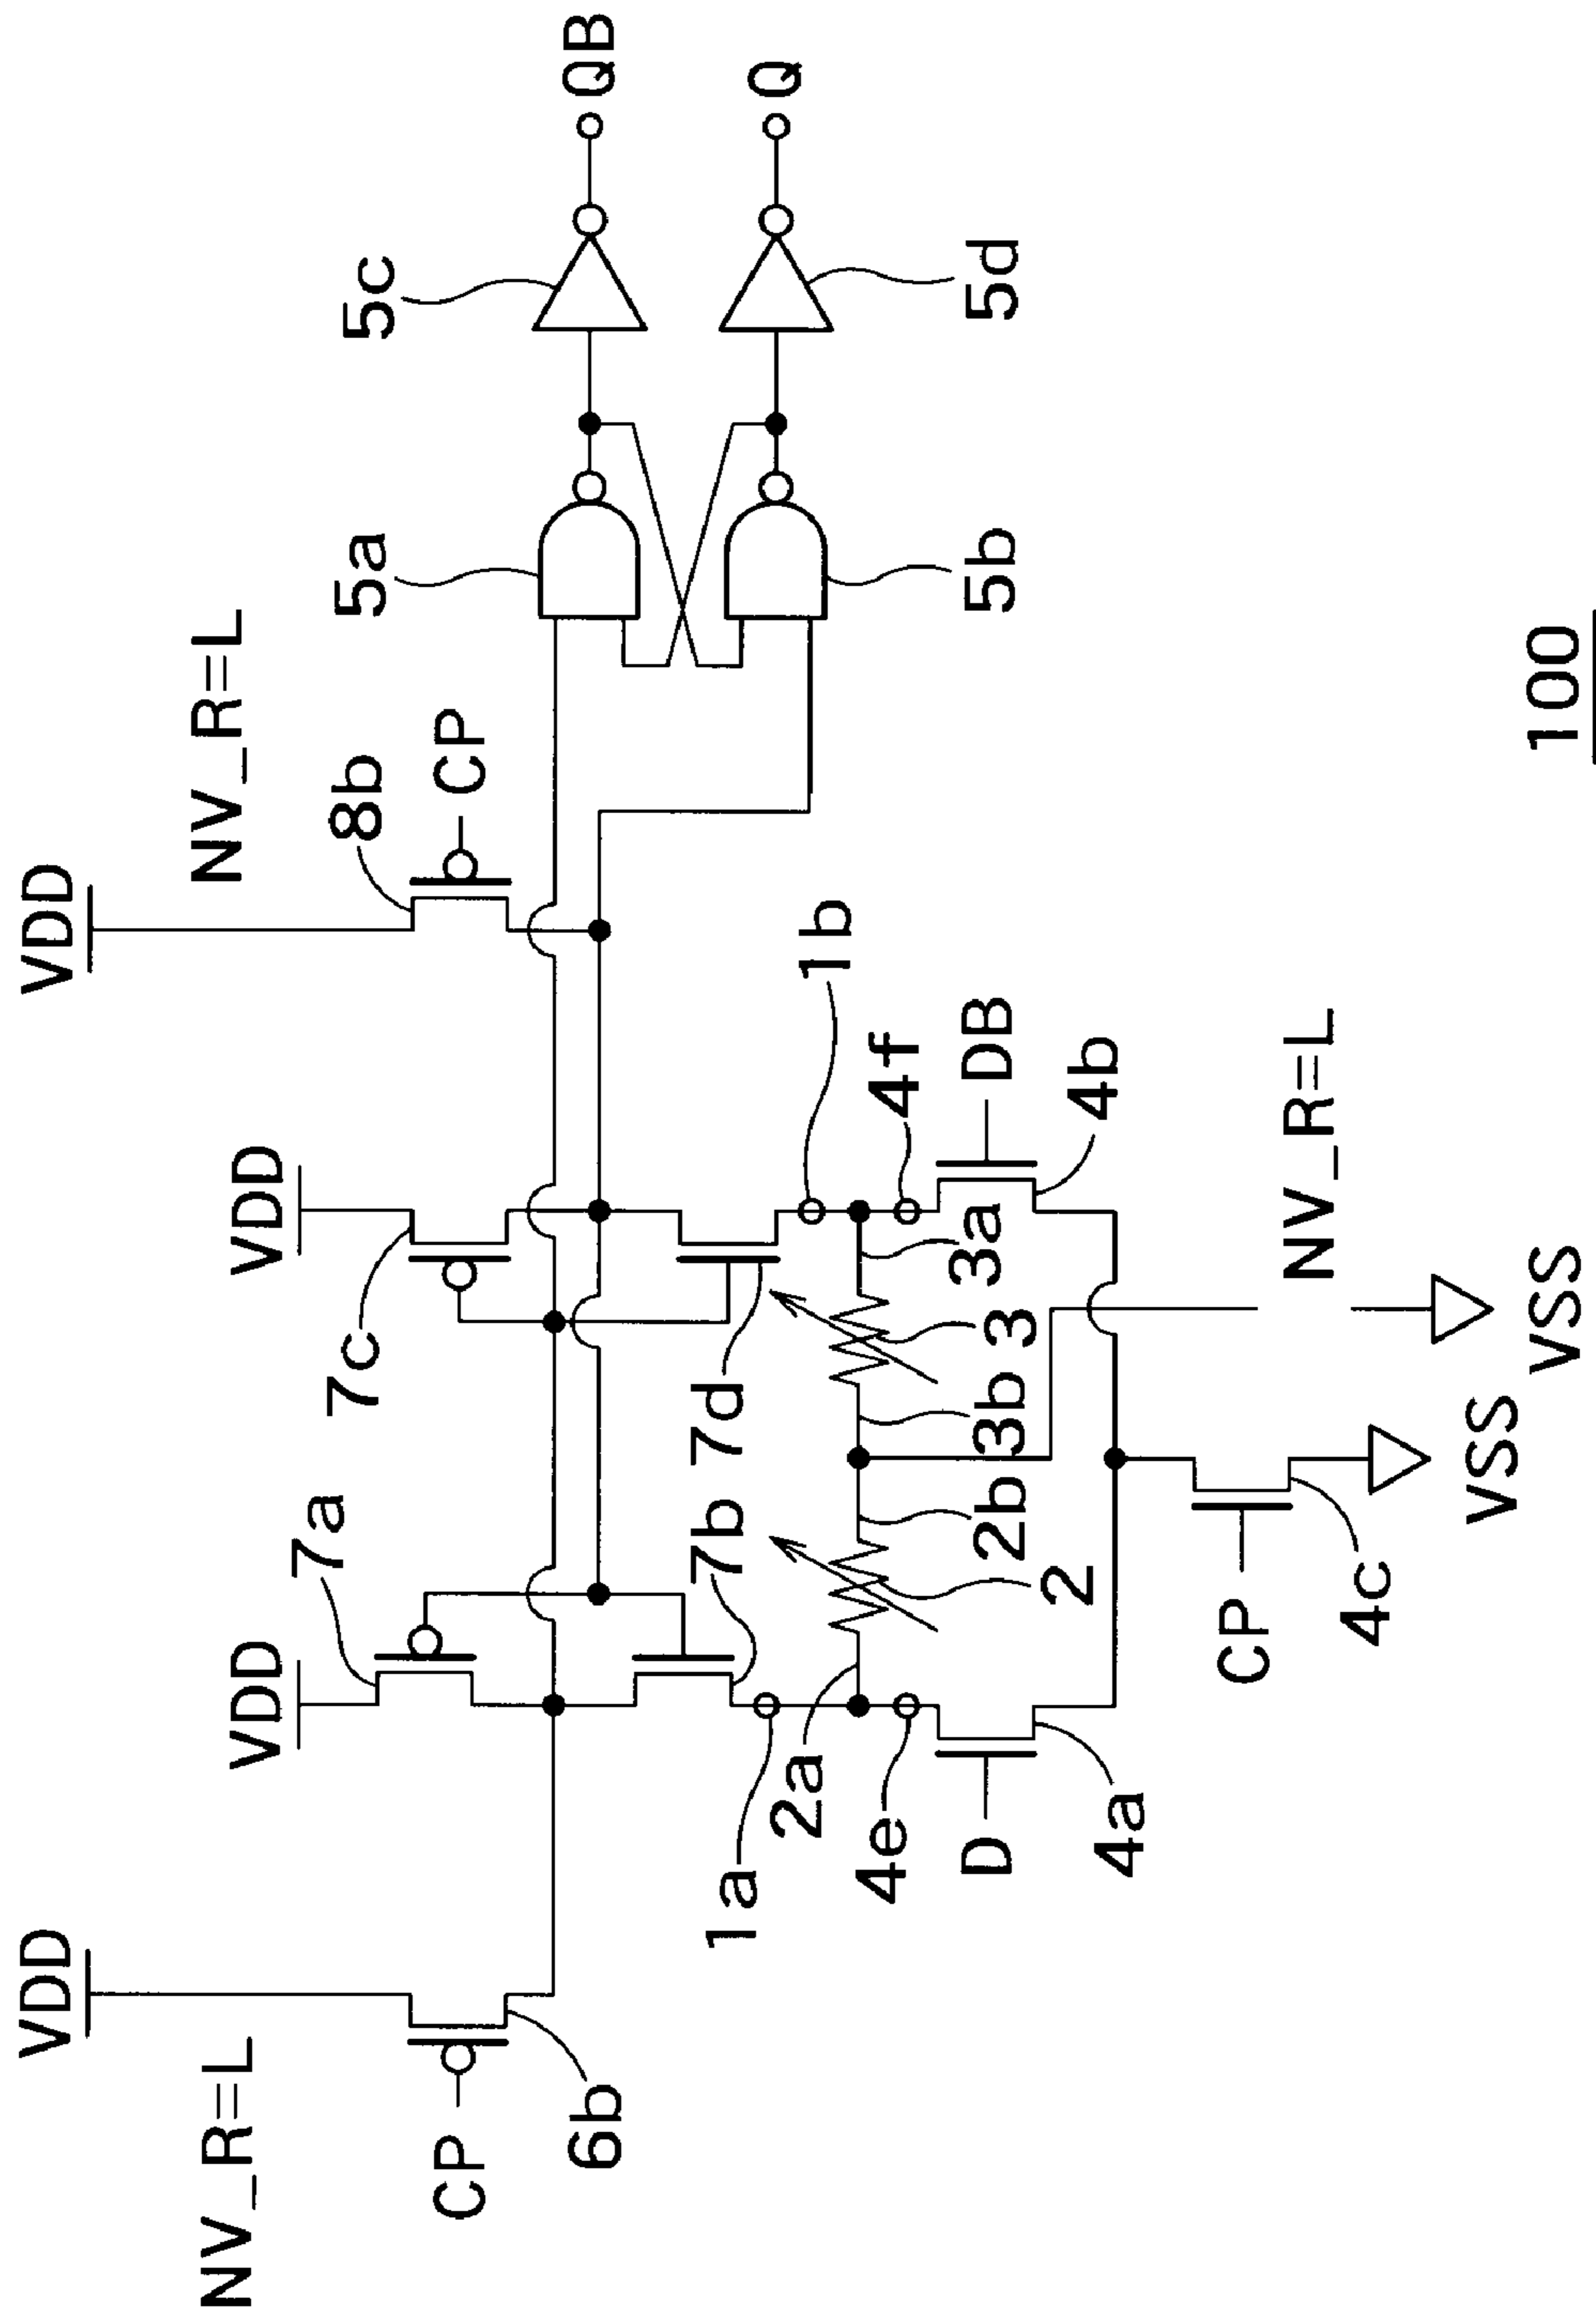 VDD
VDD
NV_R=L
NV_R=L
VDD
VDD
7a
7c
8b
CP
CP
6b
5a
5c
QB
7b
7d
1a
1b
2a
3a
4e
4f
Q
D
DB
2b
3b
2
3
5b
5d
4a
4b
CP
4c
NV_R=L
VSS
VSS
100